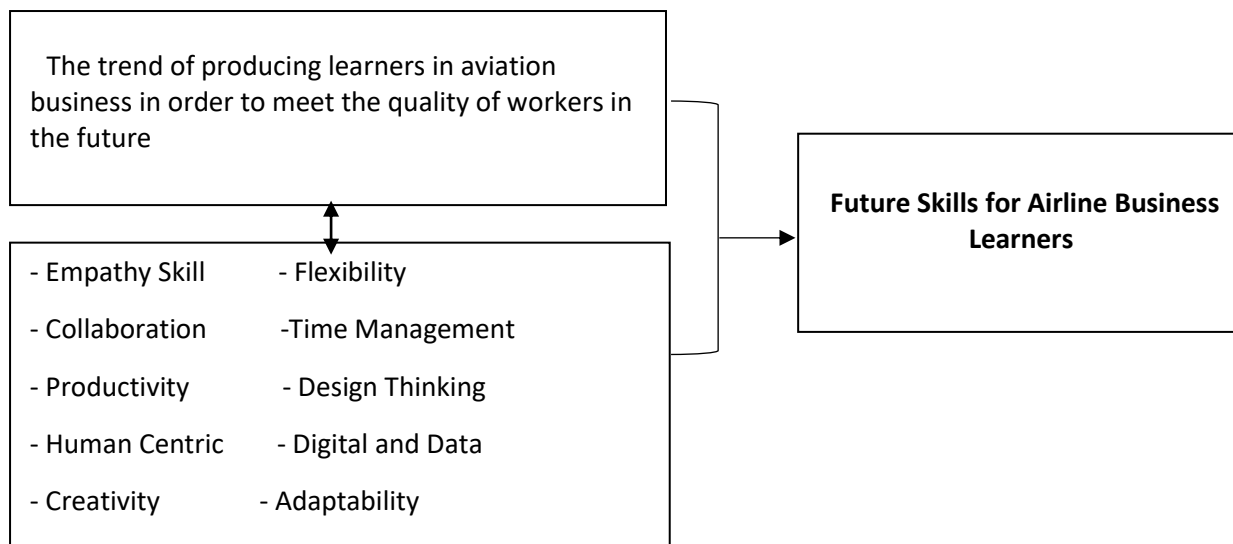 The trend of producing learners in aviation
business in order to meet the quality of workers in
the future
- Empathy Skill - Flexibility
- Collaboration -Time Management
- Productivity - Design Thinking
- Human Centric - Digital and Data
- Creativity - Adaptability
Future Skills for Airline Business
Learners